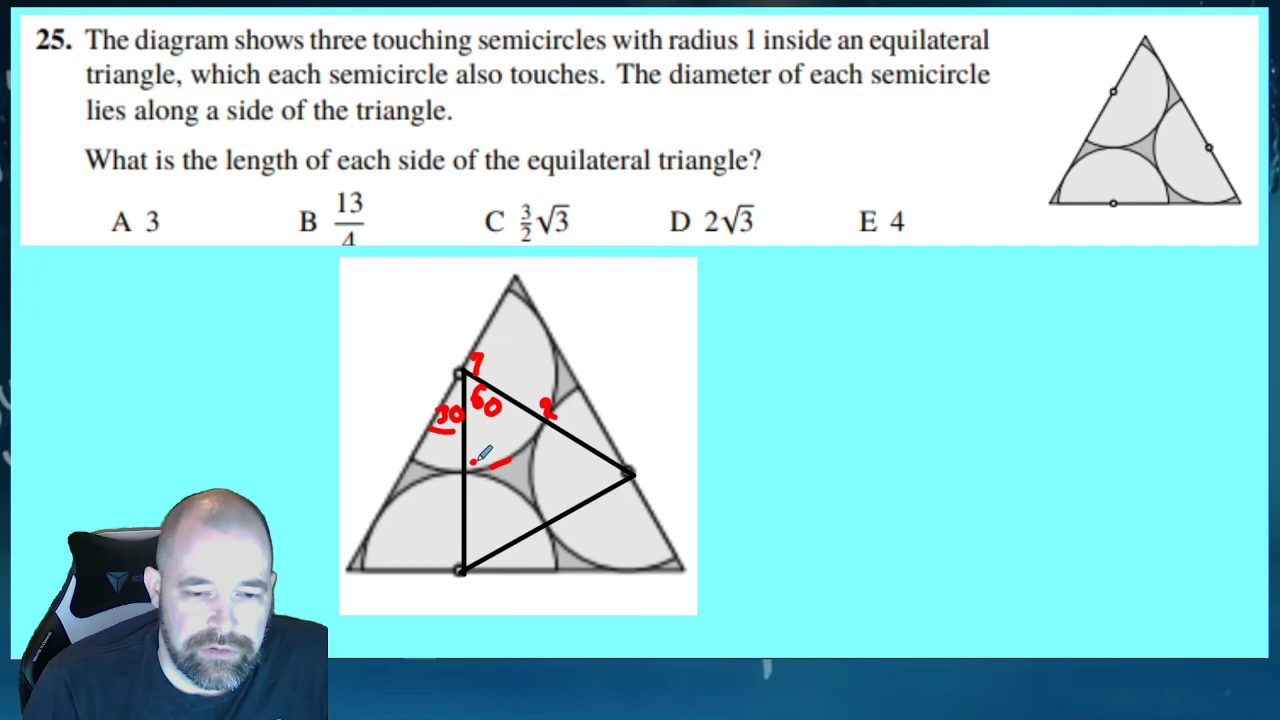 25. The diagram shows three touching semicircles with radius 1 inside an equilateral
triangle, which each semicircle also touches. The diameter of each semicircle
lies along a side of the triangle.
What is the length of each side of the equilateral triangle?
A 3 B 13/4 C 3/2√3 D 2√3 E 4
1
60
30
2